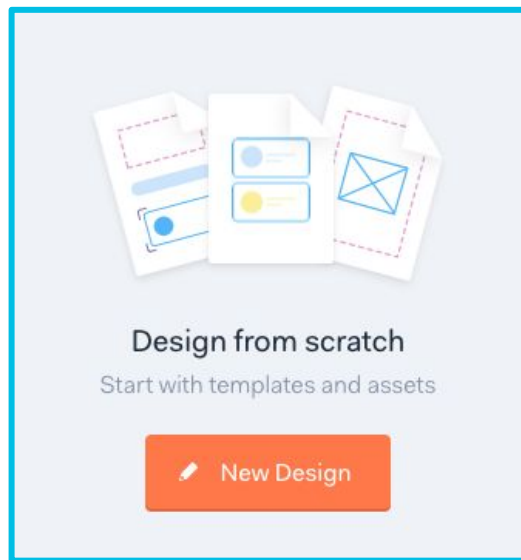 Design from scratch
Start with templates and assets
New Design